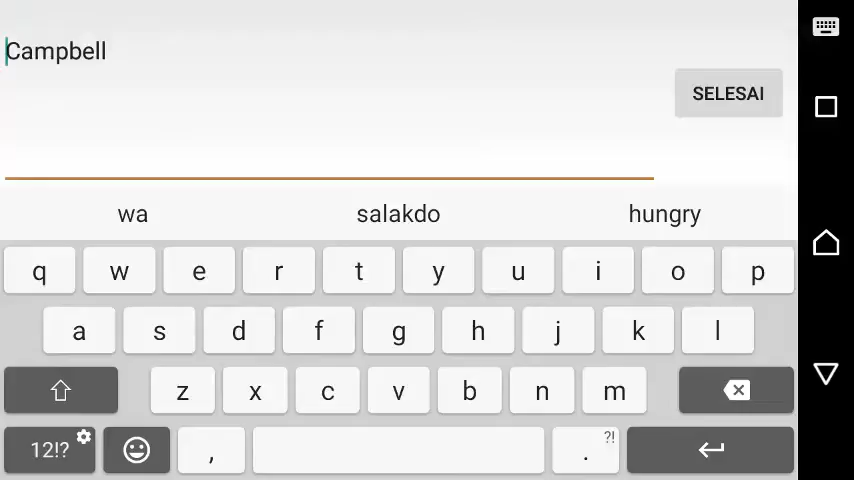 Campbell
SELESAI
wa salakdo hungry
q w e r t y u i o p
a s d f g h j k l
z x c v b n m
12!? , . ?!